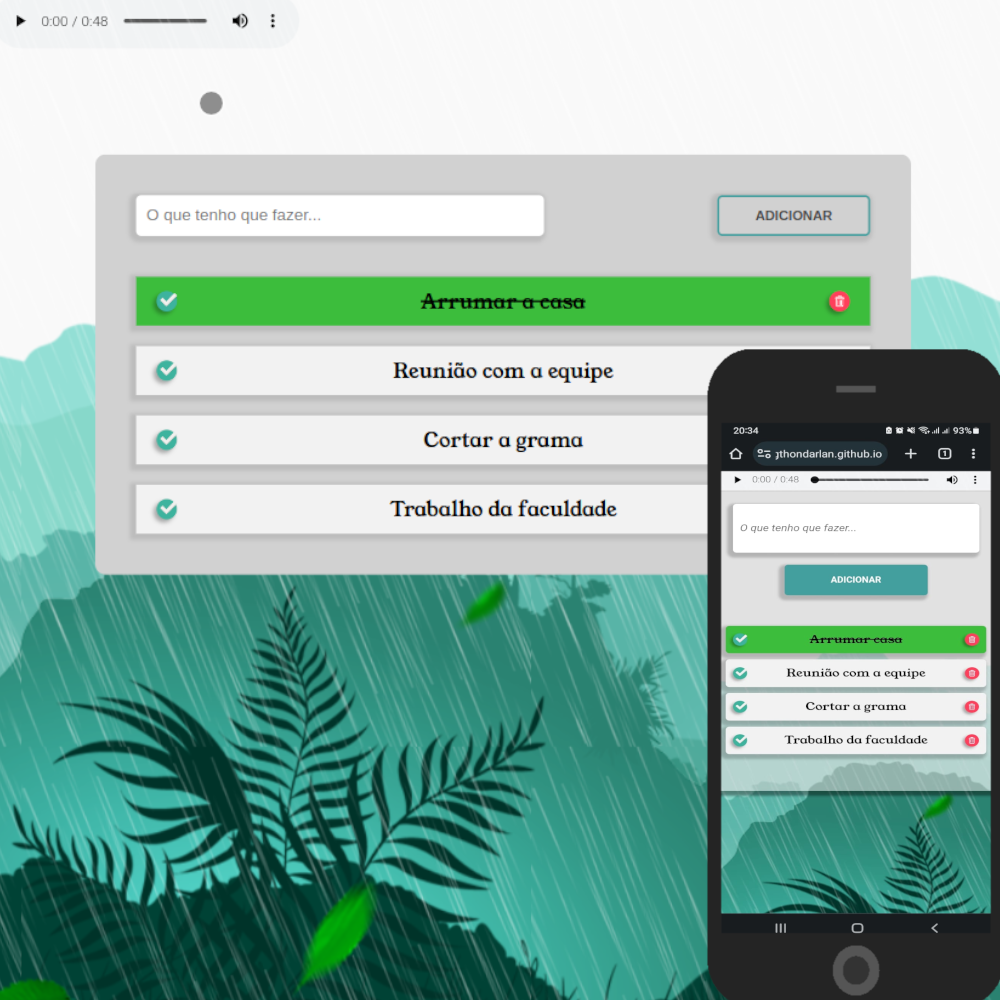 0:00 / 0:48
O que tenho que fazer...
ADICIONAR
Arrumar a casa
Reunião com a equipe
Cortar a grama
Trabalho da faculdade
20:34
93%
jthondarlan.github.io
1
0:00 / 0:48
O que tenho que fazer...
ADICIONAR
Arrumar casa
Reunião com a equipe
Cortar a grama
Trabalho da faculdade